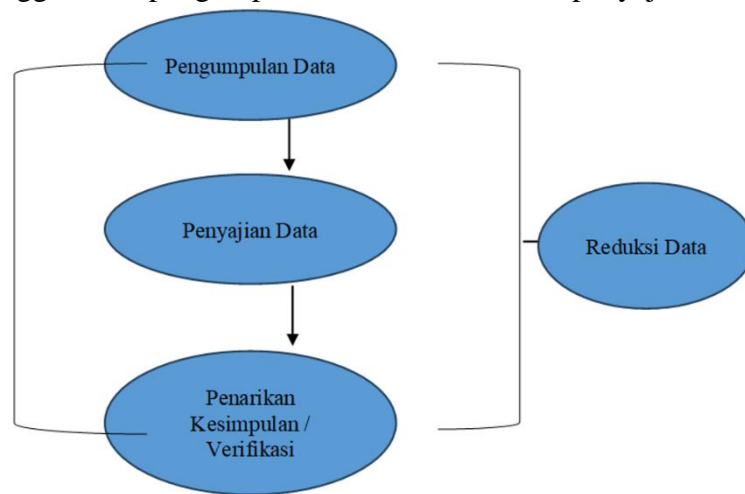 Pengumpulan Data
Penyajian Data
Reduksi Data
Penarikan
Kesimpulan /
Verifikasi